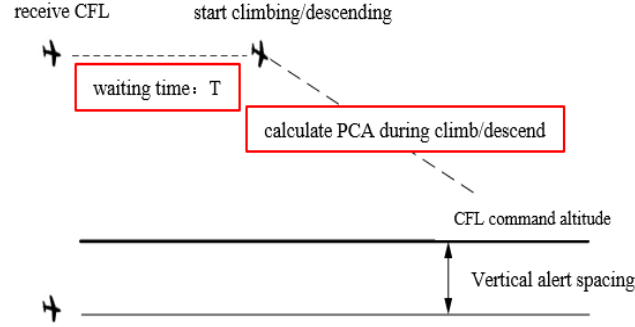 receive CFL
start climbing/descending
waiting time：T
calculate PCA during climb/descend
CFL command altitude
Vertical alert spacing